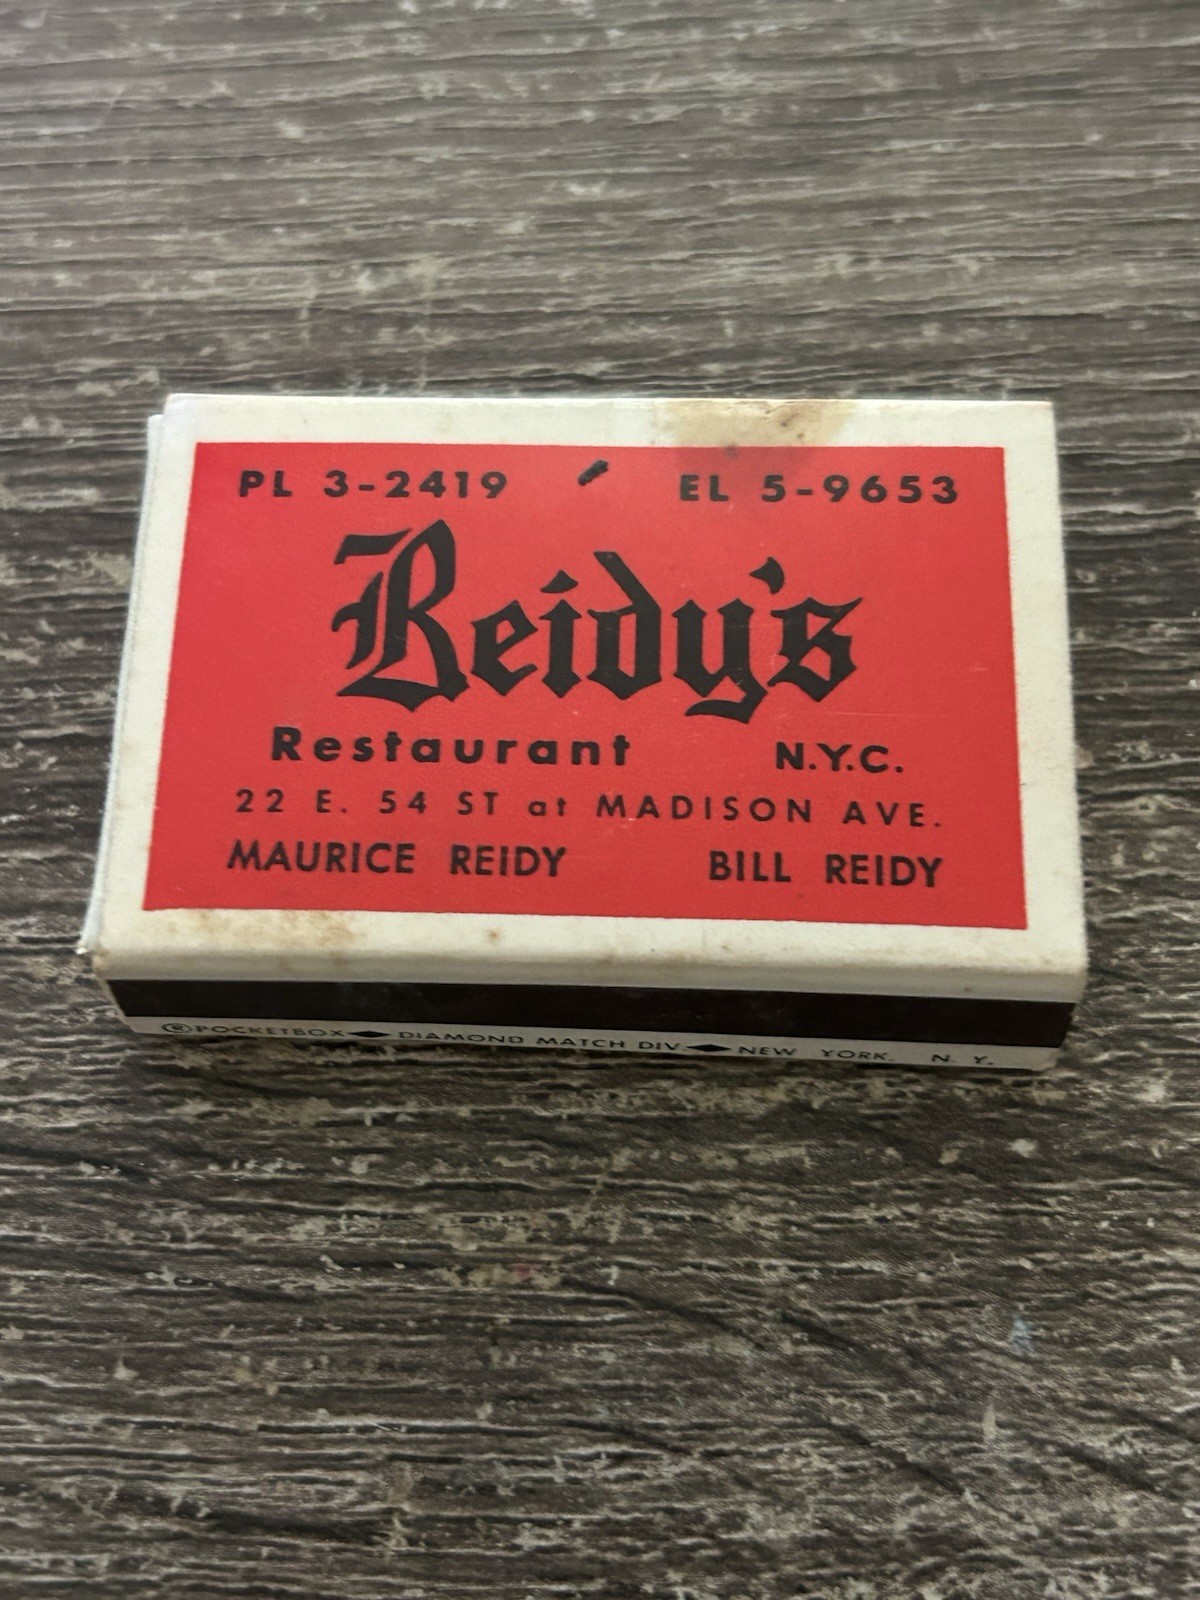 PL 3-2419 EL 5-9653
Reidy's
Restaurant N.Y.C.
22 E. 54 ST at MADISON AVE.
MAURICE REIDY BILL REIDY
®POCKETBOX◆DIAMOND MATCH DIV.◆NEW YORK, N. Y.